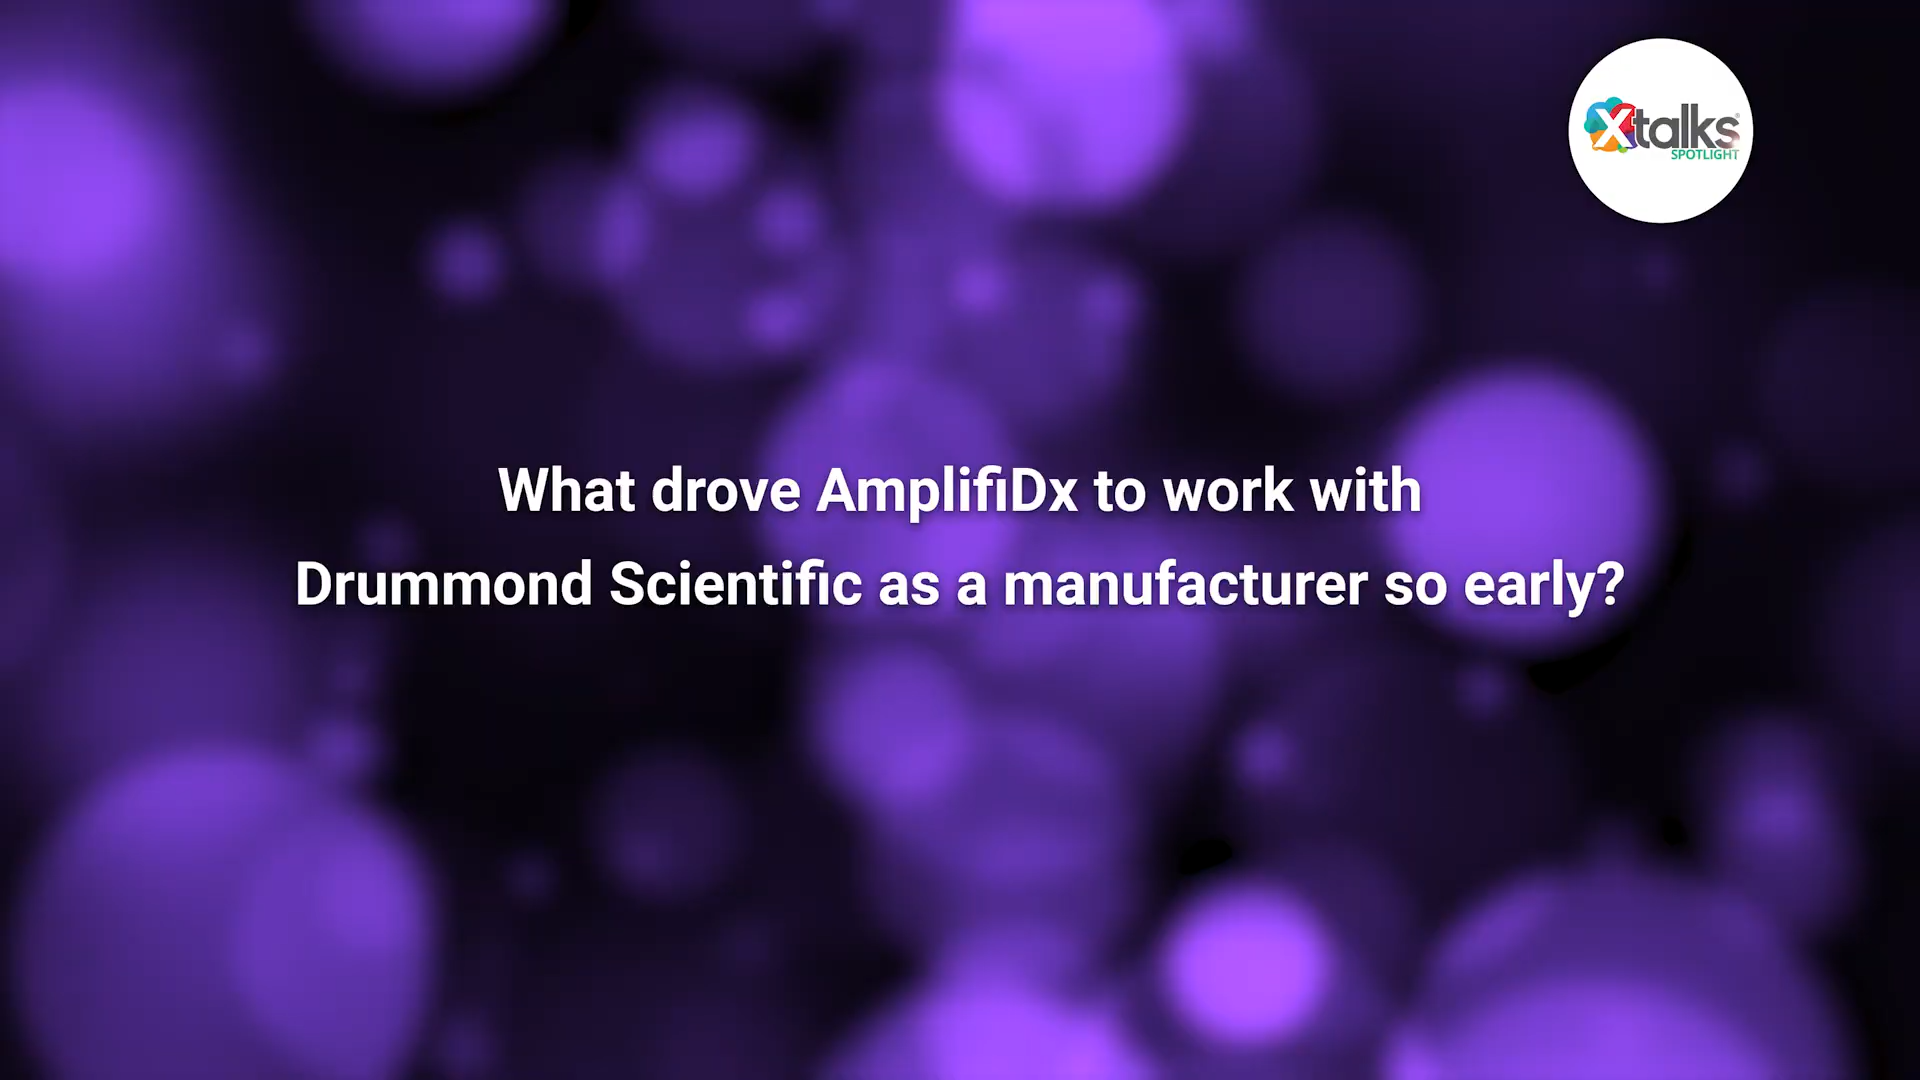 Xtalks
SPOTLIGHT
What drove AmplifiDx to work with
Drummond Scientific as a manufacturer so early?